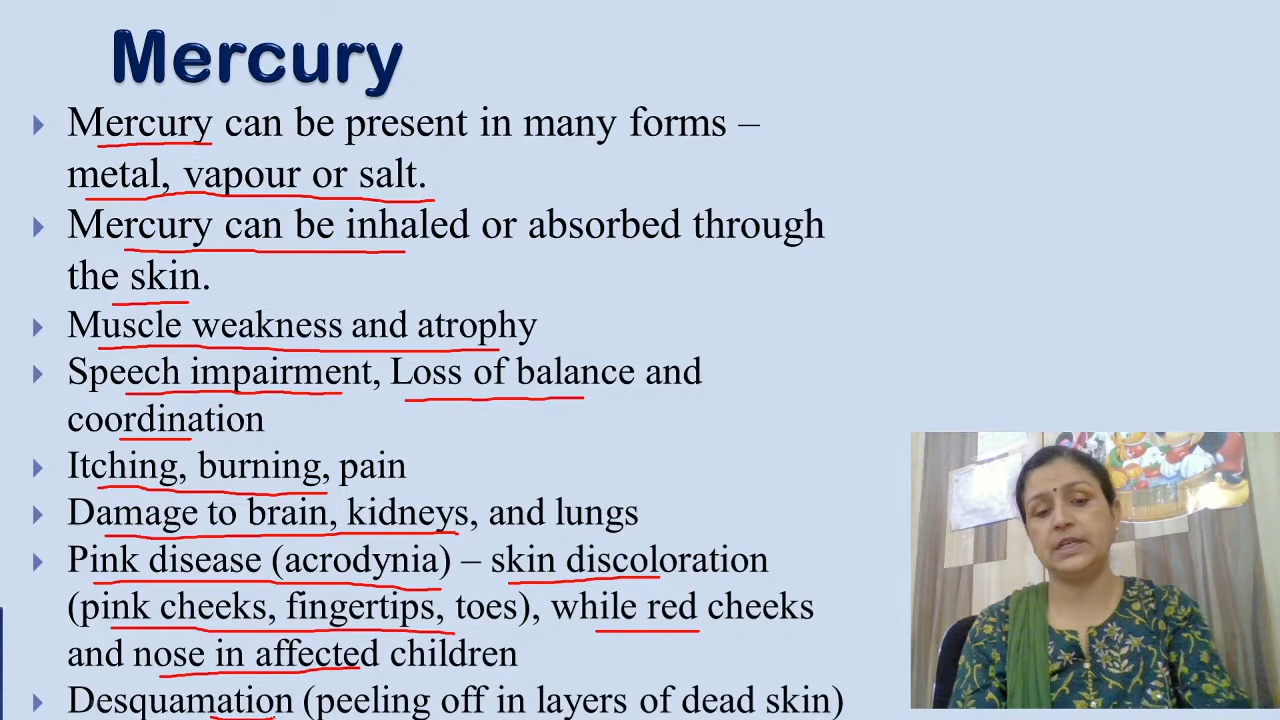 Mercury
Mercury can be present in many forms –
metal, vapour or salt.
Mercury can be inhaled or absorbed through
the skin.
Muscle weakness and atrophy
Speech impairment, Loss of balance and
coordination
Itching, burning, pain
Damage to brain, kidneys, and lungs
Pink disease (acrodynia) – skin discoloration
(pink cheeks, fingertips, toes), while red cheeks
and nose in affected children
Desquamation (peeling off in layers of dead skin)